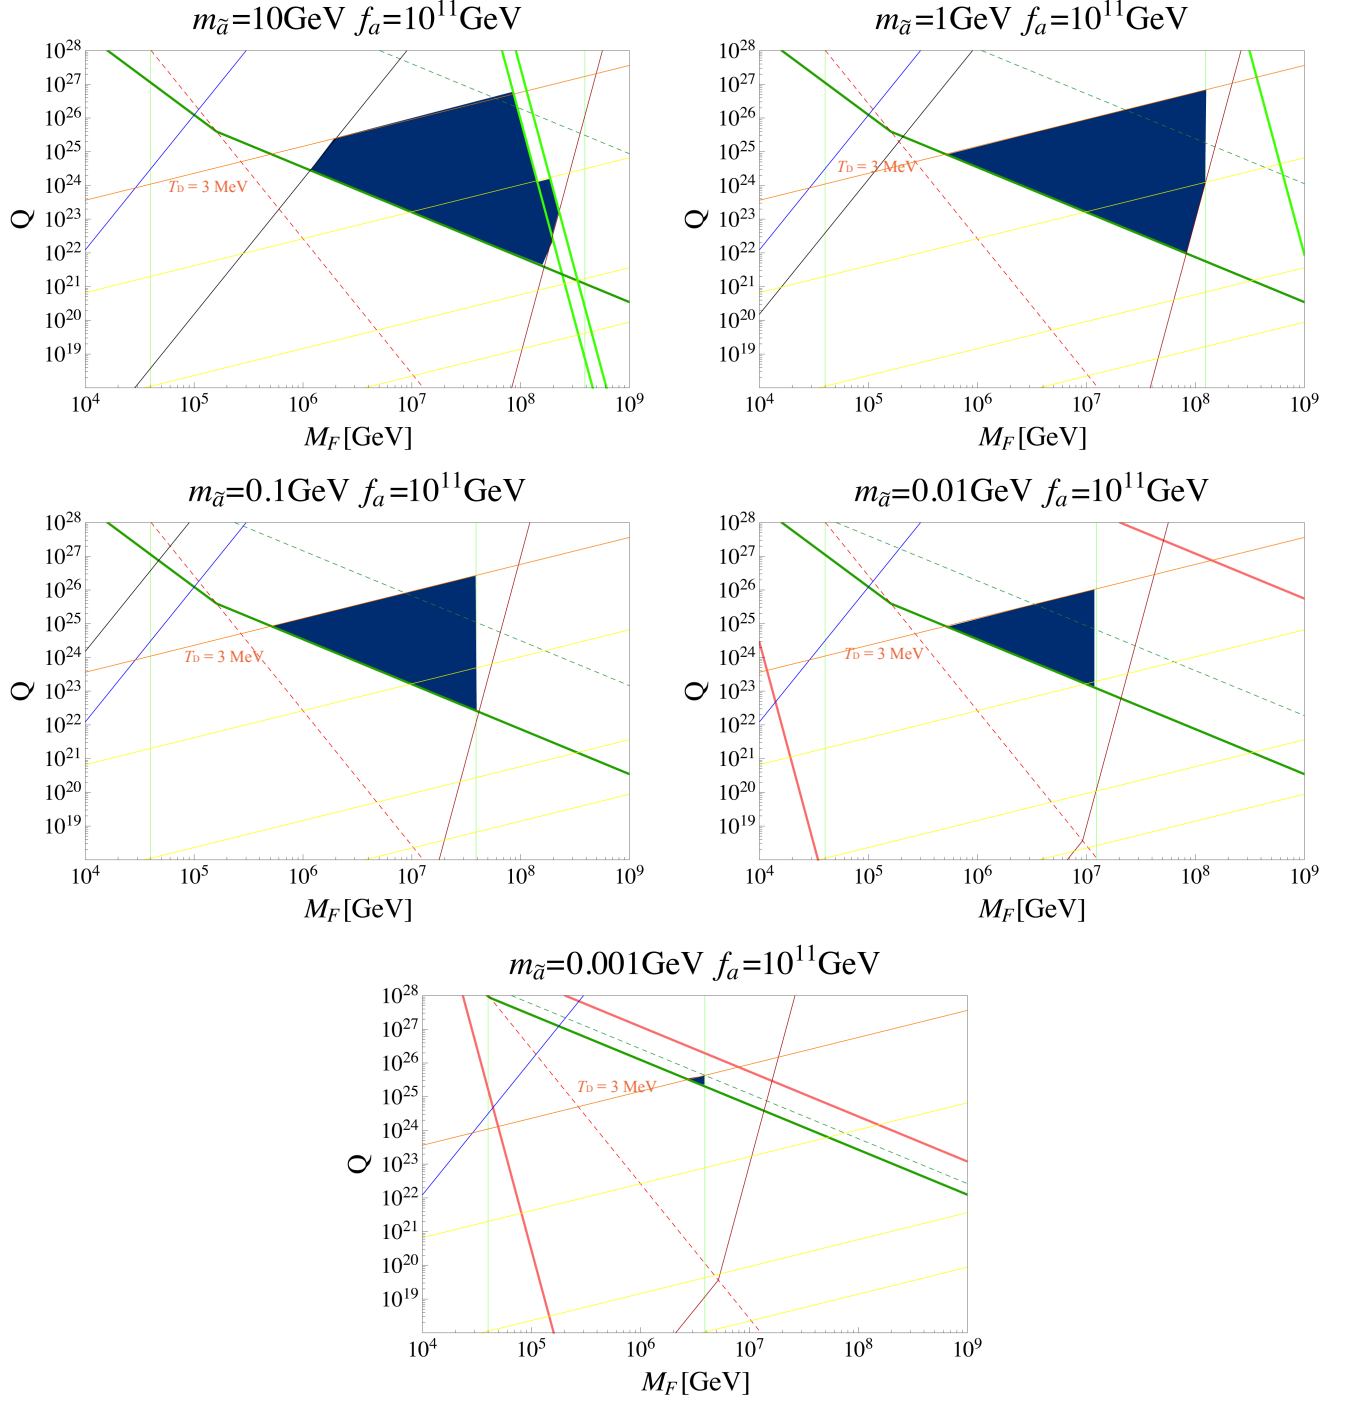 m_ã=10GeV f_a=10^11GeV
10^28
10^27
10^26
10^25
10^24
10^23
10^22
10^21
10^20
10^19
Q
T_D = 3 MeV
10^4 10^5 10^6 10^7 10^8 10^9
M_F[GeV]
m_ã=1GeV f_a=10^11GeV
10^28
10^27
10^26
10^25
10^24
10^23
10^22
10^21
10^20
10^19
Q
T_D = 3 MeV
10^4 10^5 10^6 10^7 10^8 10^9
M_F[GeV]
m_ã=0.1GeV f_a=10^11GeV
10^28
10^27
10^26
10^25
10^24
10^23
10^22
10^21
10^20
10^19
Q
T_D = 3 MeV
10^4 10^5 10^6 10^7 10^8 10^9
M_F[GeV]
m_ã=0.01GeV f_a=10^11GeV
10^28
10^27
10^26
10^25
10^24
10^23
10^22
10^21
10^20
10^19
Q
T_D = 3 MeV
10^4 10^5 10^6 10^7 10^8 10^9
M_F[GeV]
m_ã=0.001GeV f_a=10^11GeV
10^28
10^27
10^26
10^25
10^24
10^23
10^22
10^21
10^20
10^19
Q
T_D = 3 MeV
10^4 10^5 10^6 10^7 10^8 10^9
M_F[GeV]